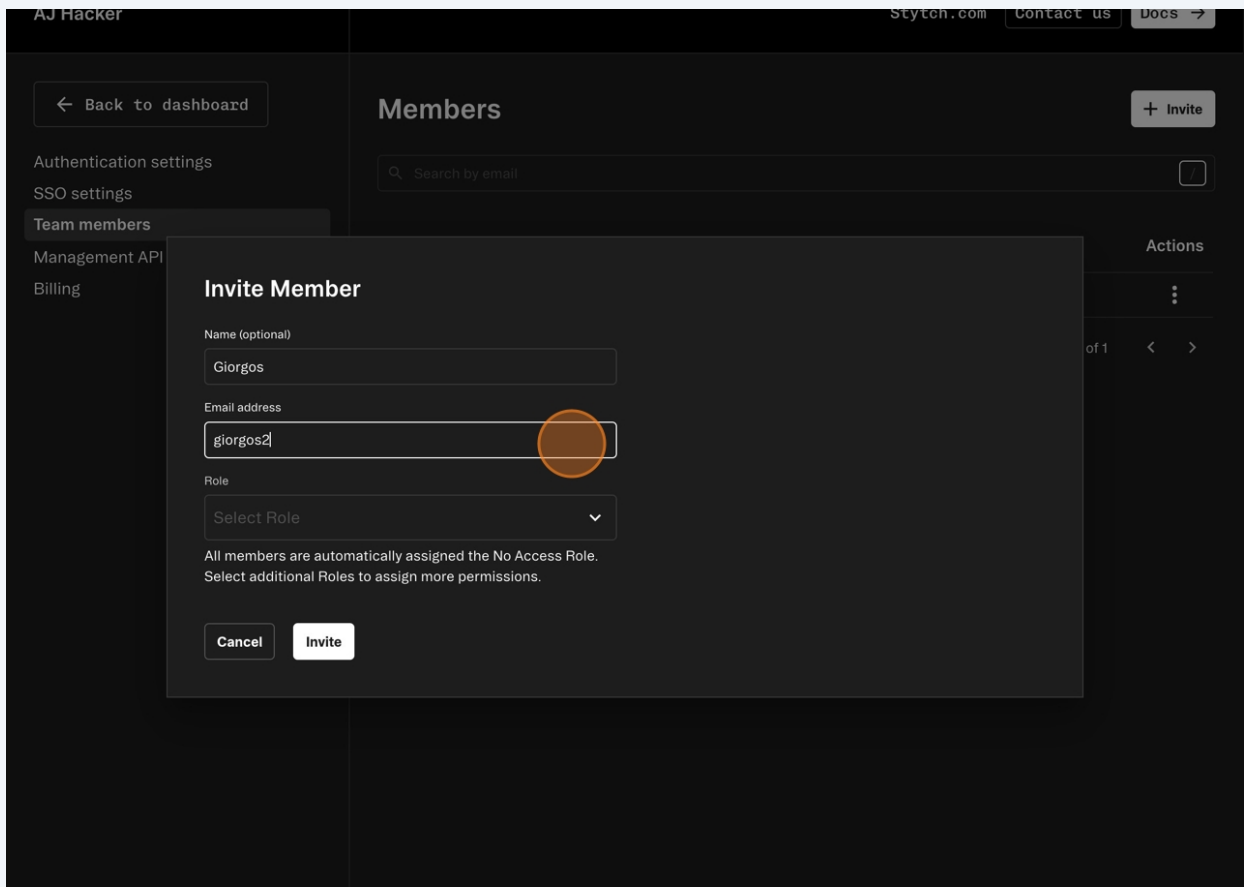 AJ Hacker
Stytch.com
Contact us
Docs →
← Back to dashboard
Authentication settings
SSO settings
Team members
Management API
Billing
Members
+ Invite
Search by email
/
Actions
of 1
Invite Member
Name (optional)
Giorgos
Email address
giorgos2
Role
Select Role
All members are automatically assigned the No Access Role.
Select additional Roles to assign more permissions.
Cancel
Invite